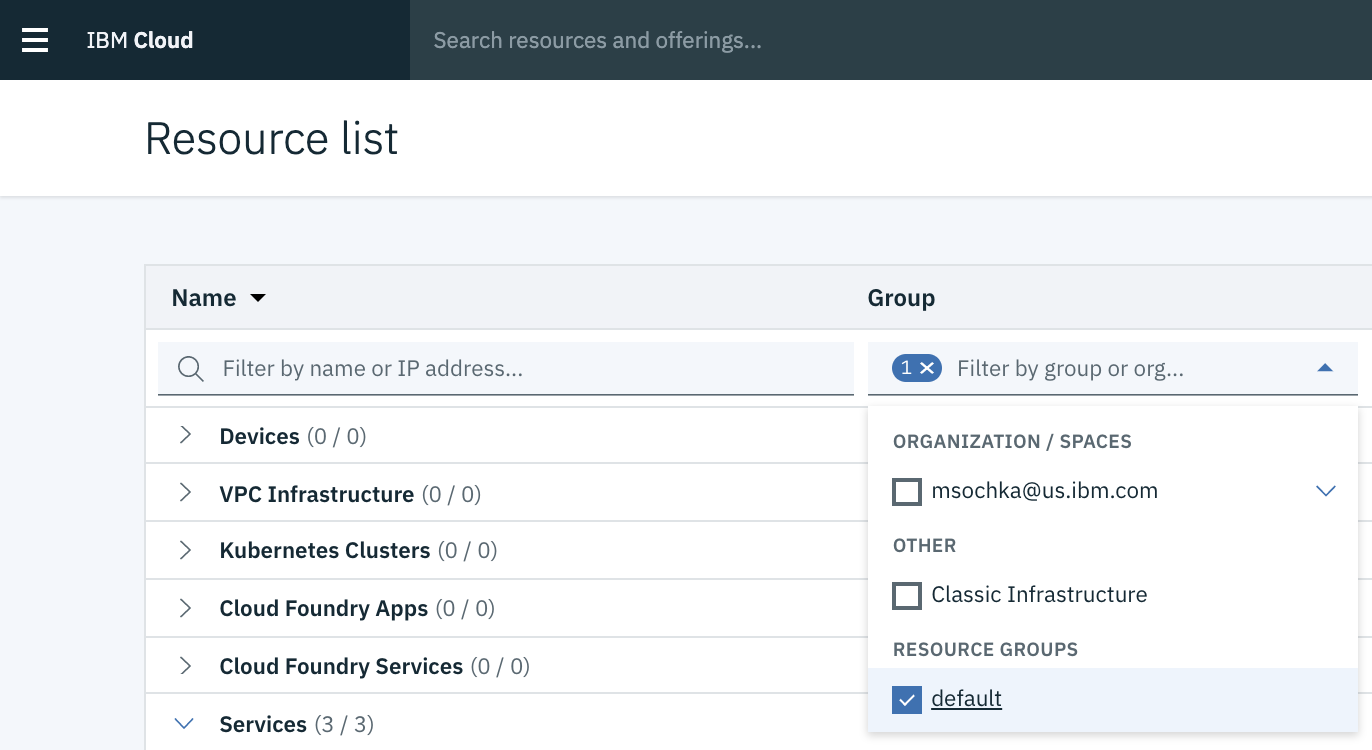 IBM Cloud
Search resources and offerings...
Resource list
Name
Group
Filter by name or IP address...
1
Filter by group or org...
Devices (0 / 0)
VPC Infrastructure (0 / 0)
Kubernetes Clusters (0 / 0)
Cloud Foundry Apps (0 / 0)
Cloud Foundry Services (0 / 0)
Services (3 / 3)
ORGANIZATION / SPACES
msochka@us.ibm.com
OTHER
Classic Infrastructure
RESOURCE GROUPS
default